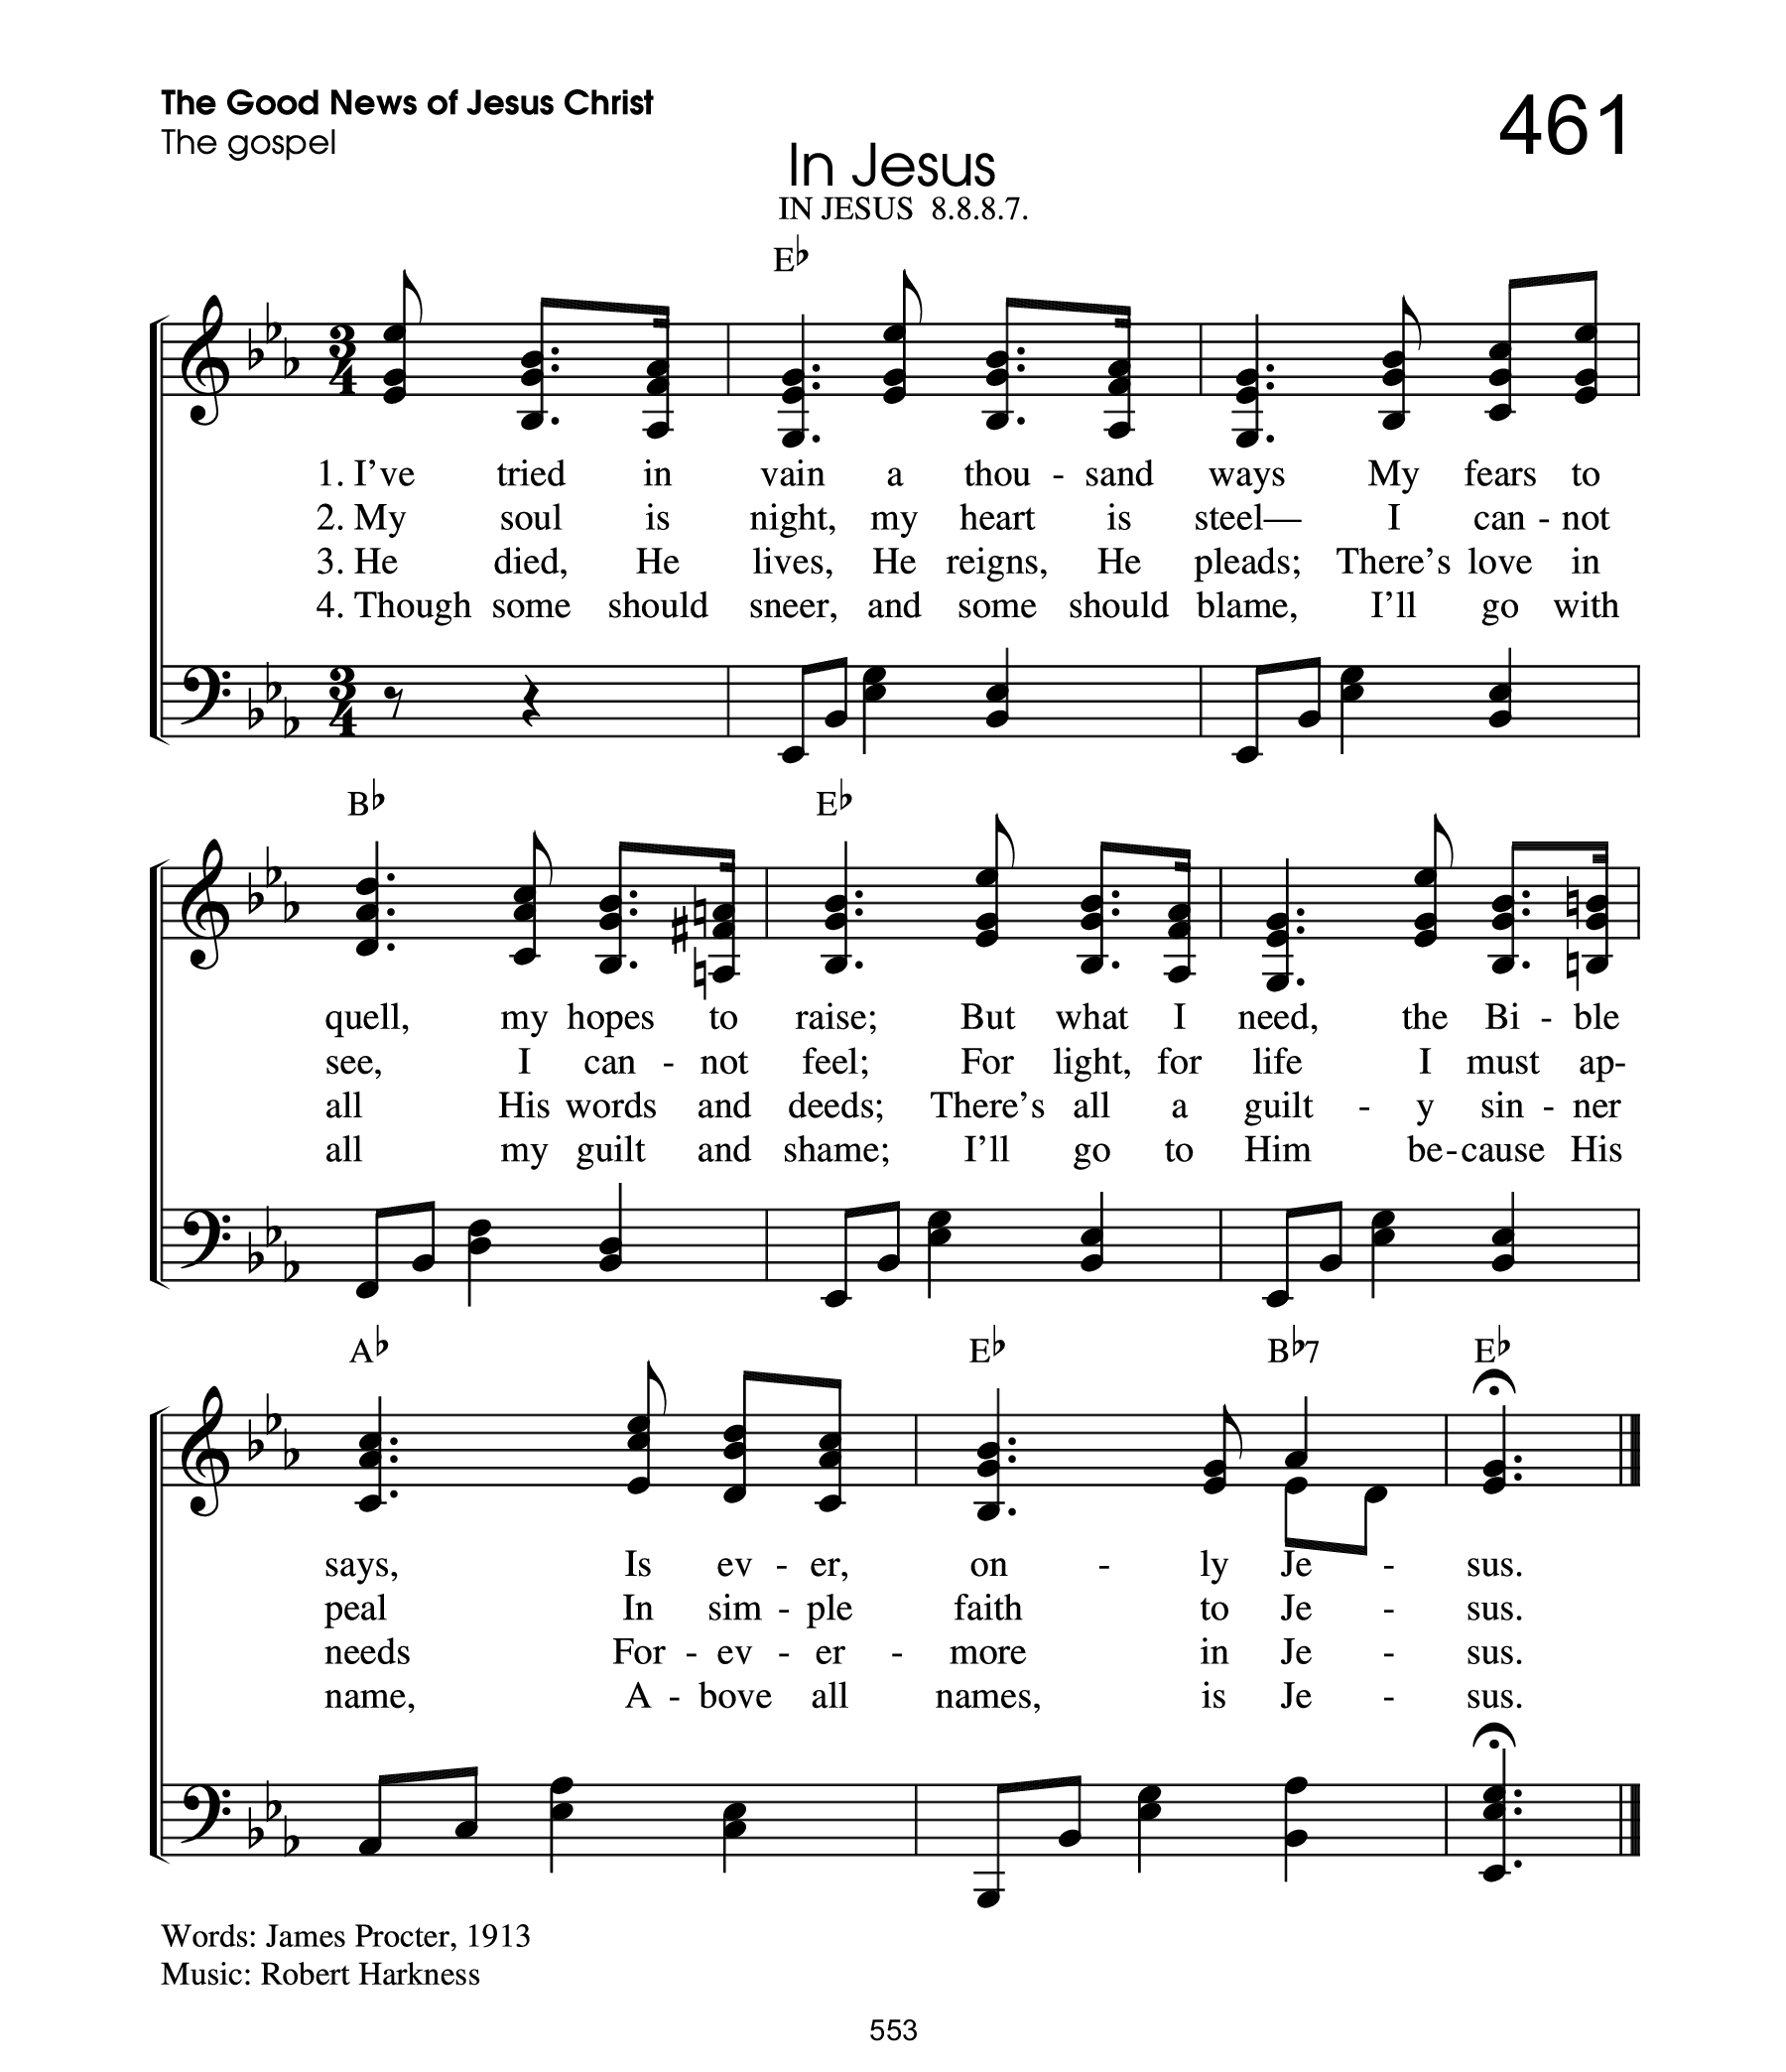 The Good News of Jesus Christ
The gospel
461
In Jesus
IN JESUS 8.8.8.7.
E♭
3
4
1. I’ve tried in vain a thou - sand ways My fears to
2. My soul is night, my heart is steel— I can - not
3. He died, He lives, He reigns, He pleads; There’s love in
4. Though some should sneer, and some should blame, I’ll go with
3
4
B♭ E♭
quell, my hopes to raise; But what I need, the Bi - ble
see, I can - not feel; For light, for life I must ap-
all His words and deeds; There’s all a guilt - y sin - ner
all my guilt and shame; I’ll go to Him be - cause His
A♭ E♭ B♭7 E♭
says, Is ev - er, on - ly Je - sus.
peal In sim - ple faith to Je - sus.
needs For - ev - er - more in Je - sus.
name, A - bove all names, is Je - sus.
Words: James Procter, 1913
Music: Robert Harkness
553